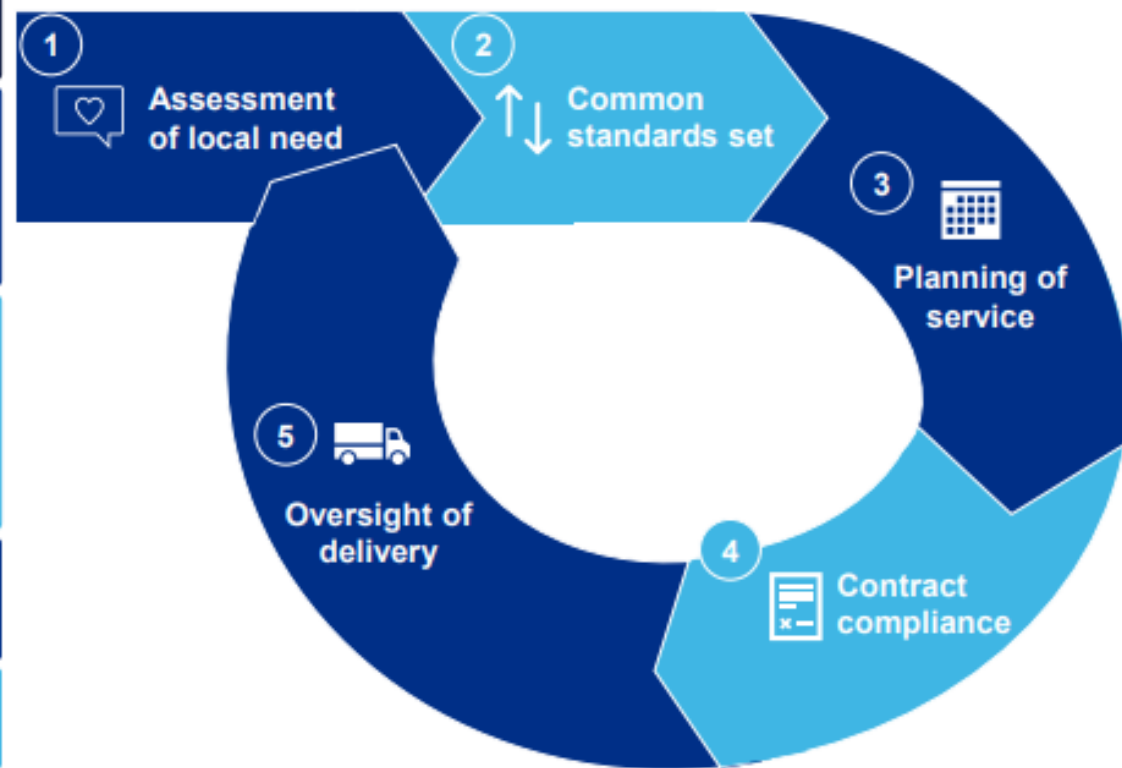 1
Assessment
of local need
2
Common
standards set
3
Planning of
service
4
Contract
compliance
5
Oversight of
delivery